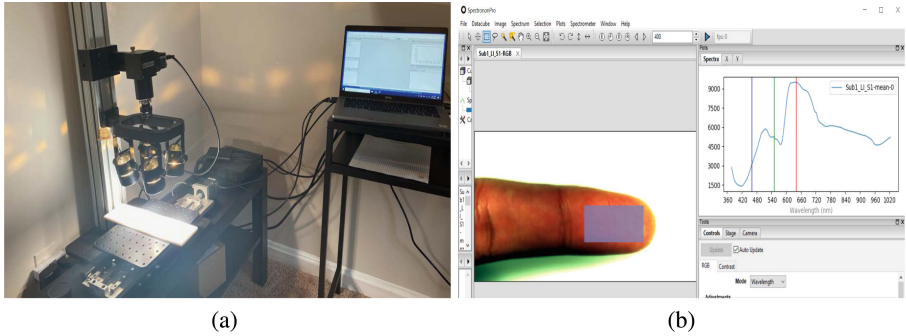 SpectrononPro
File Datacube Image Spectrum Selection Plots Spectrometer Window Help
400
fps: 0
Sub1_LI_S1-RGB X
Plots
Spectra X Y
Sub1_LI_S1-mean-0
9000
7500
6000
4500
3000
1500
360 420 480 540 600 660 720 780 840 900 960 1020
Wavelength (nm)
Tools
Controls Stage Camera
Update Auto Update
RGB Contrast
Mode Wavelength
Adjustments
(a)
(b)